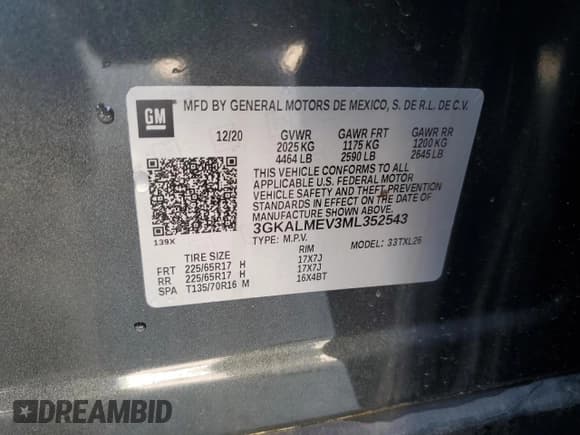 GM
MFD BY GENERAL MOTORS DE MEXICO, S. DE R.L. DE C.V.
12/20 GVWR GAWR FRT GAWR RR
2025 KG 1175 KG 1200 KG
4464 LB 2590 LB 2645 LB
THIS VEHICLE CONFORMS TO ALL
APPLICABLE U.S. FEDERAL MOTOR
VEHICLE SAFETY AND THEFT PREVENTION
STANDARDS IN EFFECT ON THE DATE OF
MANUFACTURE SHOWN ABOVE.
3GKALMEV3ML352543
TYPE: M.P.V. MODEL: 33TXL26
139X
TIRE SIZE RIM
FRT 225/65R17 H 17X7J
RR 225/65R17 H 17X7J
SPA T135/70R16 M 16X4BT
DREAMBID